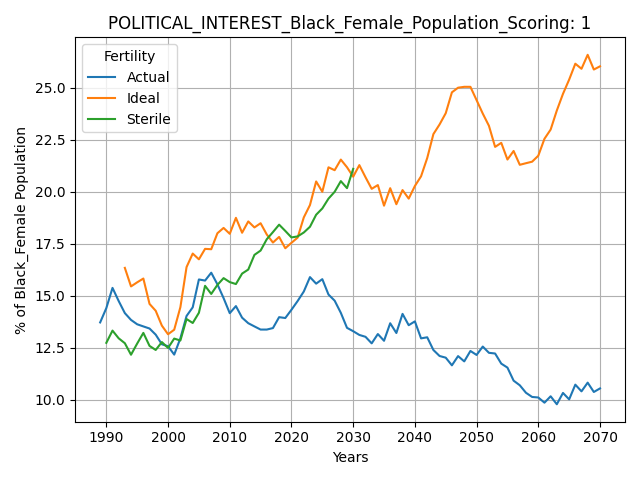 POLITICAL_INTEREST_Black_Female_Population_Scoring: 1
Fertility
Actual
Ideal
Sterile
% of Black_Female Population
25.0
22.5
20.0
17.5
15.0
12.5
10.0
1990 2000 2010 2020 2030 2040 2050 2060 2070
Years